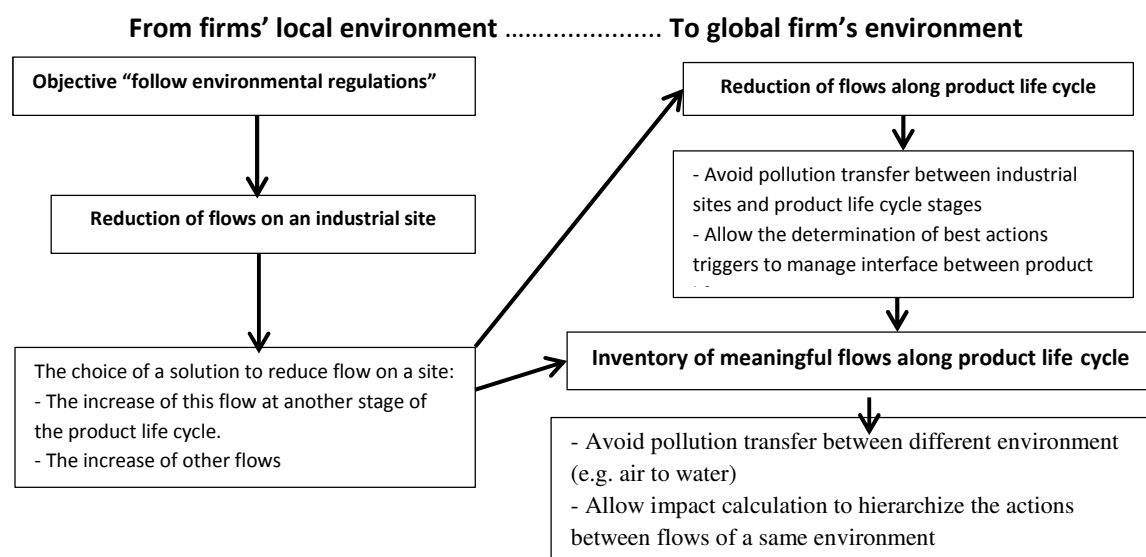 From firms’ local environment ...................... To global firm’s environment
Objective “follow environmental regulations”
Reduction of flows on an industrial site
The choice of a solution to reduce flow on a site:
- The increase of this flow at another stage of
the product life cycle.
- The increase of other flows
Reduction of flows along product life cycle
- Avoid pollution transfer between industrial
sites and product life cycle stages
- Allow the determination of best actions
triggers to manage interface between product
Inventory of meaningful flows along product life cycle
- Avoid pollution transfer between different environment
(e.g. air to water)
- Allow impact calculation to hierarchize the actions
between flows of a same environment